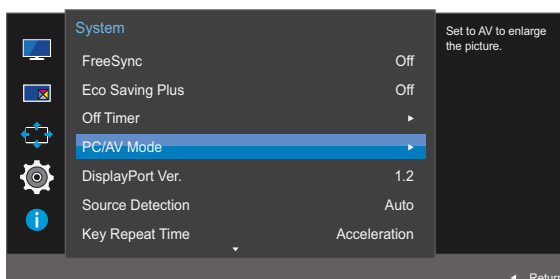 System
Set to AV to enlarge
the picture.
FreeSync Off
Eco Saving Plus Off
Off Timer
PC/AV Mode
DisplayPort Ver. 1.2
Source Detection Auto
Key Repeat Time Acceleration
Return